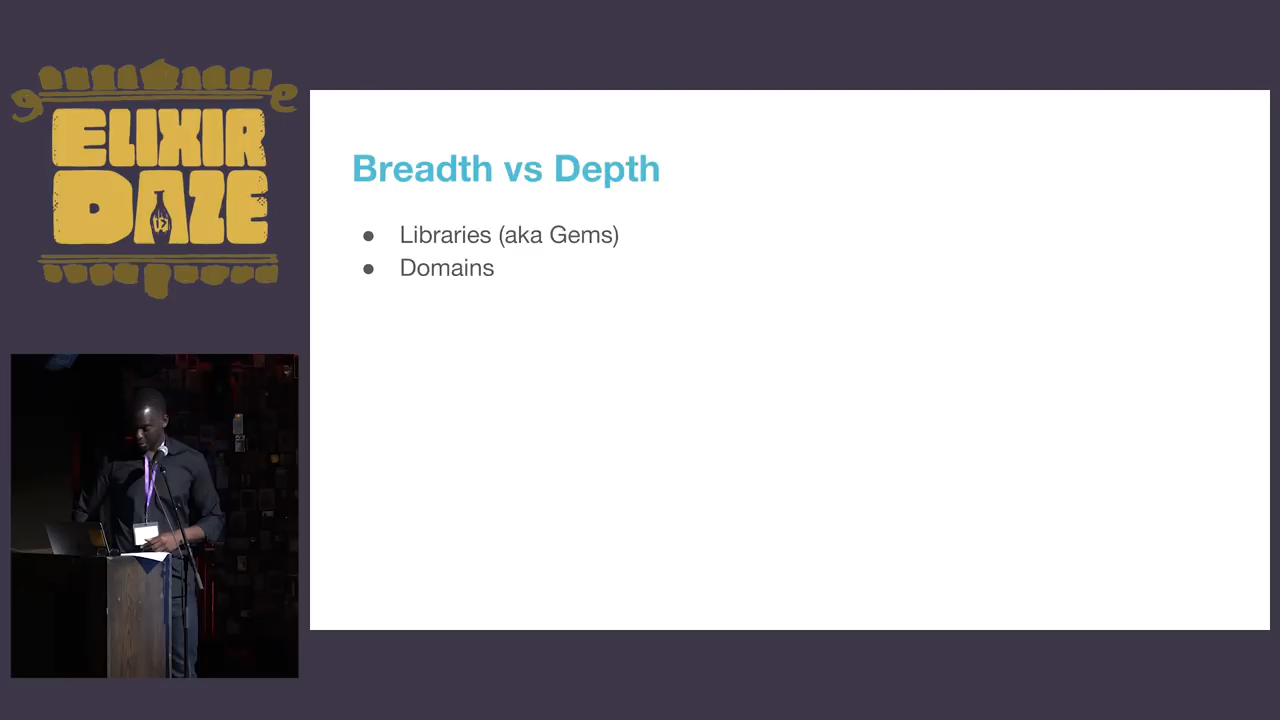 ELIXIR
DAZE
Breadth vs Depth
● Libraries (aka Gems)
● Domains